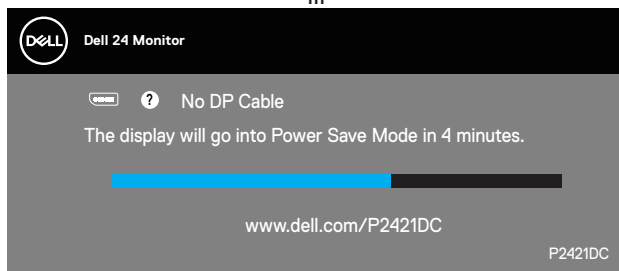 DELL
Dell 24 Monitor
? No DP Cable
The display will go into Power Save Mode in 4 minutes.
www.dell.com/P2421DC
P2421DC